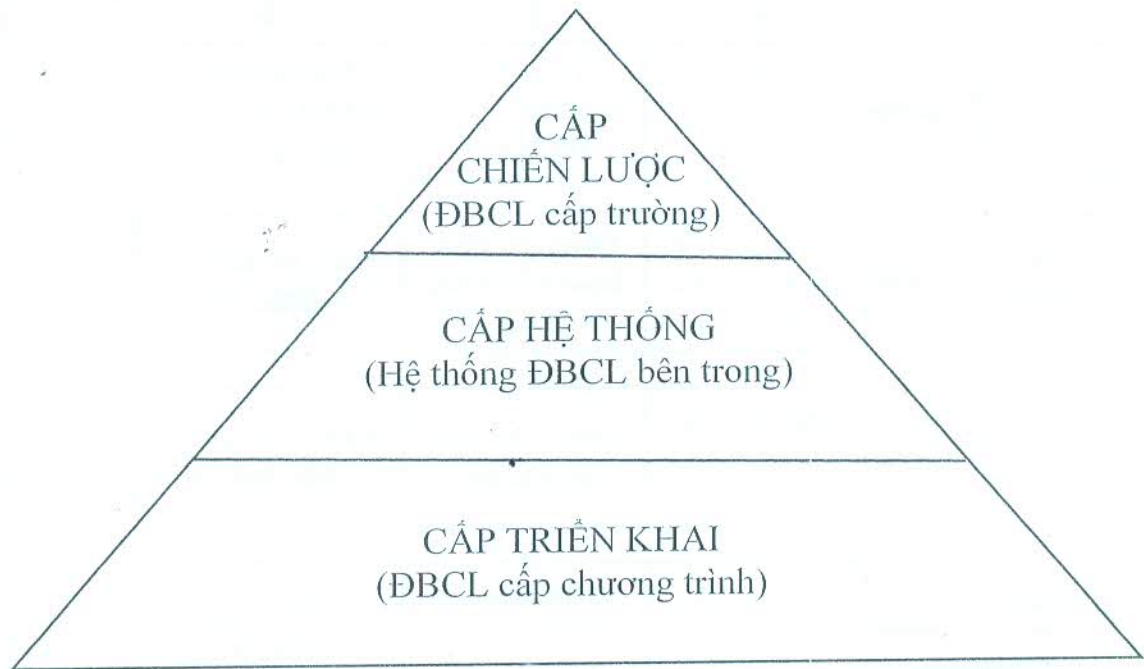 CẤP
CHIẾN LƯỢC
(ĐBCL cấp trường)
CẤP HỆ THỐNG
(Hệ thống ĐBCL bên trong)
CẤP TRIỂN KHAI
(ĐBCL cấp chương trình)